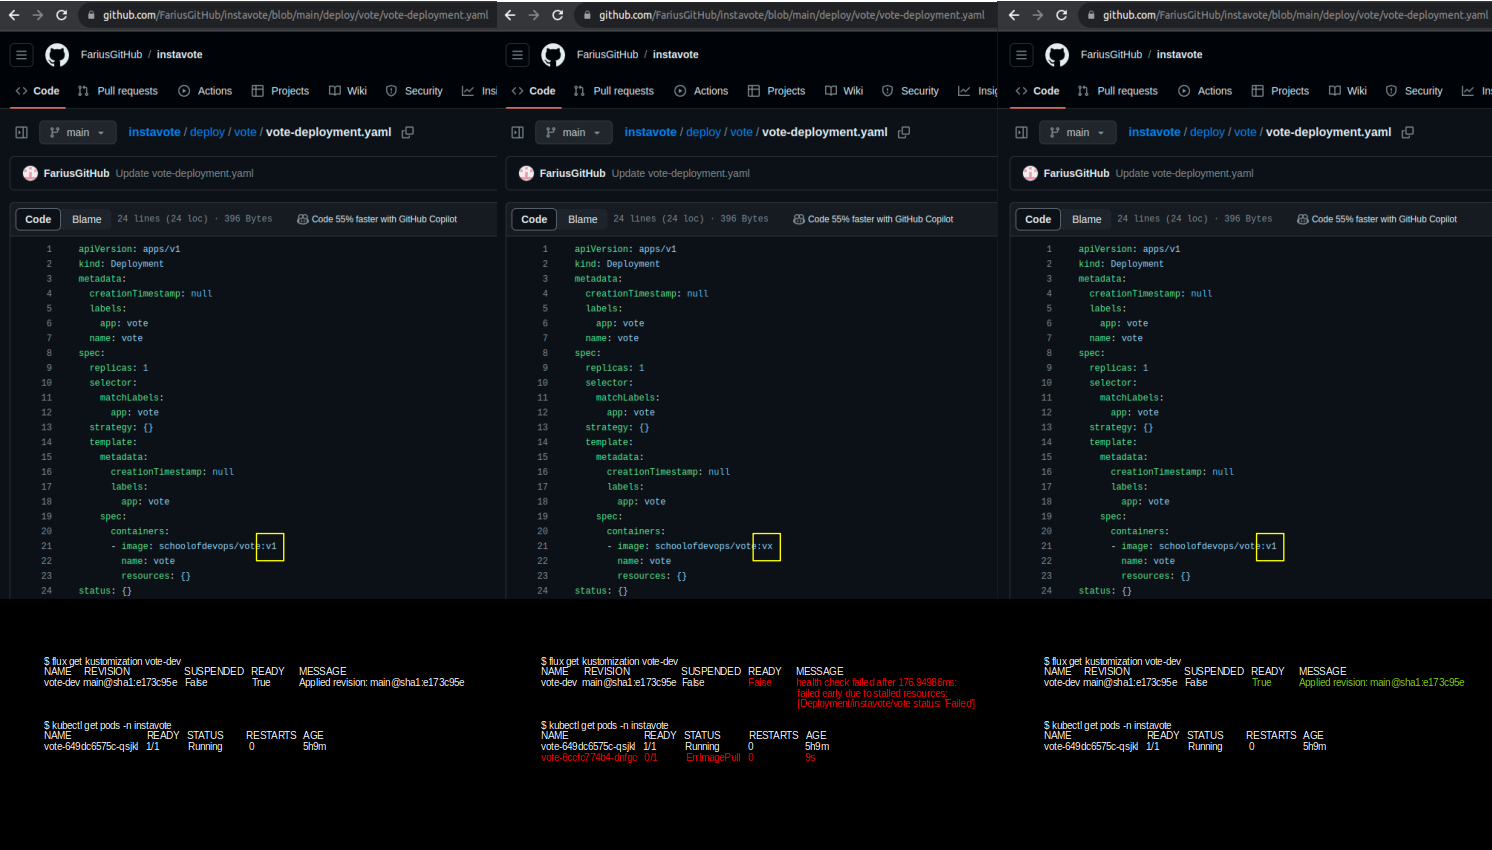 github.com/FariusGitHub/instavote/blob/main/deploy/vote/vote-deployment.yaml
FariusGitHub / instavote
Code Pull requests Actions Projects Wiki Security Insi
main instavote / deploy / vote / vote-deployment.yaml
FariusGitHub Update vote-deployment.yaml
Code Blame 24 lines (24 loc) · 396 Bytes Code 55% faster with GitHub Copilot
1 apiVersion: apps/v1
2 kind: Deployment
3 metadata:
4 creationTimestamp: null
5 labels:
6 app: vote
7 name: vote
8 spec:
9 replicas: 1
10 selector:
11 matchLabels:
12 app: vote
13 strategy: {}
14 template:
15 metadata:
16 creationTimestamp: null
17 labels:
18 app: vote
19 spec:
20 containers:
21 - image: schoolofdevops/vote:v1
22 name: vote
23 resources: {}
24 status: {}
$ flux get kustomization vote-dev
NAME REVISION SUSPENDED READY MESSAGE
vote-dev main@sha1:e173c95e False True Applied revision: main@sha1:e173c95e
$ kubectl get pods -n instavote
NAME READY STATUS RESTARTS AGE
vote-649dc6575c-qsjkl 1/1 Running 0 5h9m
github.com/FariusGitHub/instavote/blob/main/deploy/vote/vote-deployment.yaml
FariusGitHub / instavote
Code Pull requests Actions Projects Wiki Security Insig
main instavote / deploy / vote / vote-deployment.yaml
FariusGitHub Update vote-deployment.yaml
Code Blame 24 lines (24 loc) · 396 Bytes Code 55% faster with GitHub Copilot
1 apiVersion: apps/v1
2 kind: Deployment
3 metadata:
4 creationTimestamp: null
5 labels:
6 app: vote
7 name: vote
8 spec:
9 replicas: 1
10 selector:
11 matchLabels:
12 app: vote
13 strategy: {}
14 template:
15 metadata:
16 creationTimestamp: null
17 labels:
18 app: vote
19 spec:
20 containers:
21 - image: schoolofdevops/vote:vx
22 name: vote
23 resources: {}
24 status: {}
$ flux get kustomization vote-dev
NAME REVISION SUSPENDED READY MESSAGE
vote-dev main@sha1:e173c95e False False health check failed after 176.94986ms:
failed early due to stalled resources:
[Deployment/instavote/vote status: 'Failed']
$ kubectl get pods -n instavote
NAME READY STATUS RESTARTS AGE
vote-649dc6575c-qsjkl 1/1 Running 0 5h9m
vote-6ccfc774b4-dnfgc 0/1 ErrImagePull 0 9s
github.com/FariusGitHub/instavote/blob/main/deploy/vote/vote-deployment.yaml
FariusGitHub / instavote
Code Pull requests Actions Projects Wiki Security In
main instavote / deploy / vote / vote-deployment.yaml
FariusGitHub Update vote-deployment.yaml
Code Blame 24 lines (24 loc) · 396 Bytes Code 55% faster with GitHub Copilot
1 apiVersion: apps/v1
2 kind: Deployment
3 metadata:
4 creationTimestamp: null
5 labels:
6 app: vote
7 name: vote
8 spec:
9 replicas: 1
10 selector:
11 matchLabels:
12 app: vote
13 strategy: {}
14 template:
15 metadata:
16 creationTimestamp: null
17 labels:
18 app: vote
19 spec:
20 containers:
21 - image: schoolofdevops/vote:v1
22 name: vote
23 resources: {}
24 status: {}
$ flux get kustomization vote-dev
NAME REVISION SUSPENDED READY MESSAGE
vote-dev main@sha1:e173c95e False True Applied revision: main@sha1:e173c95e
$ kubectl get pods -n instavote
NAME READY STATUS RESTARTS AGE
vote-649dc6575c-qsjkl 1/1 Running 0 5h9m